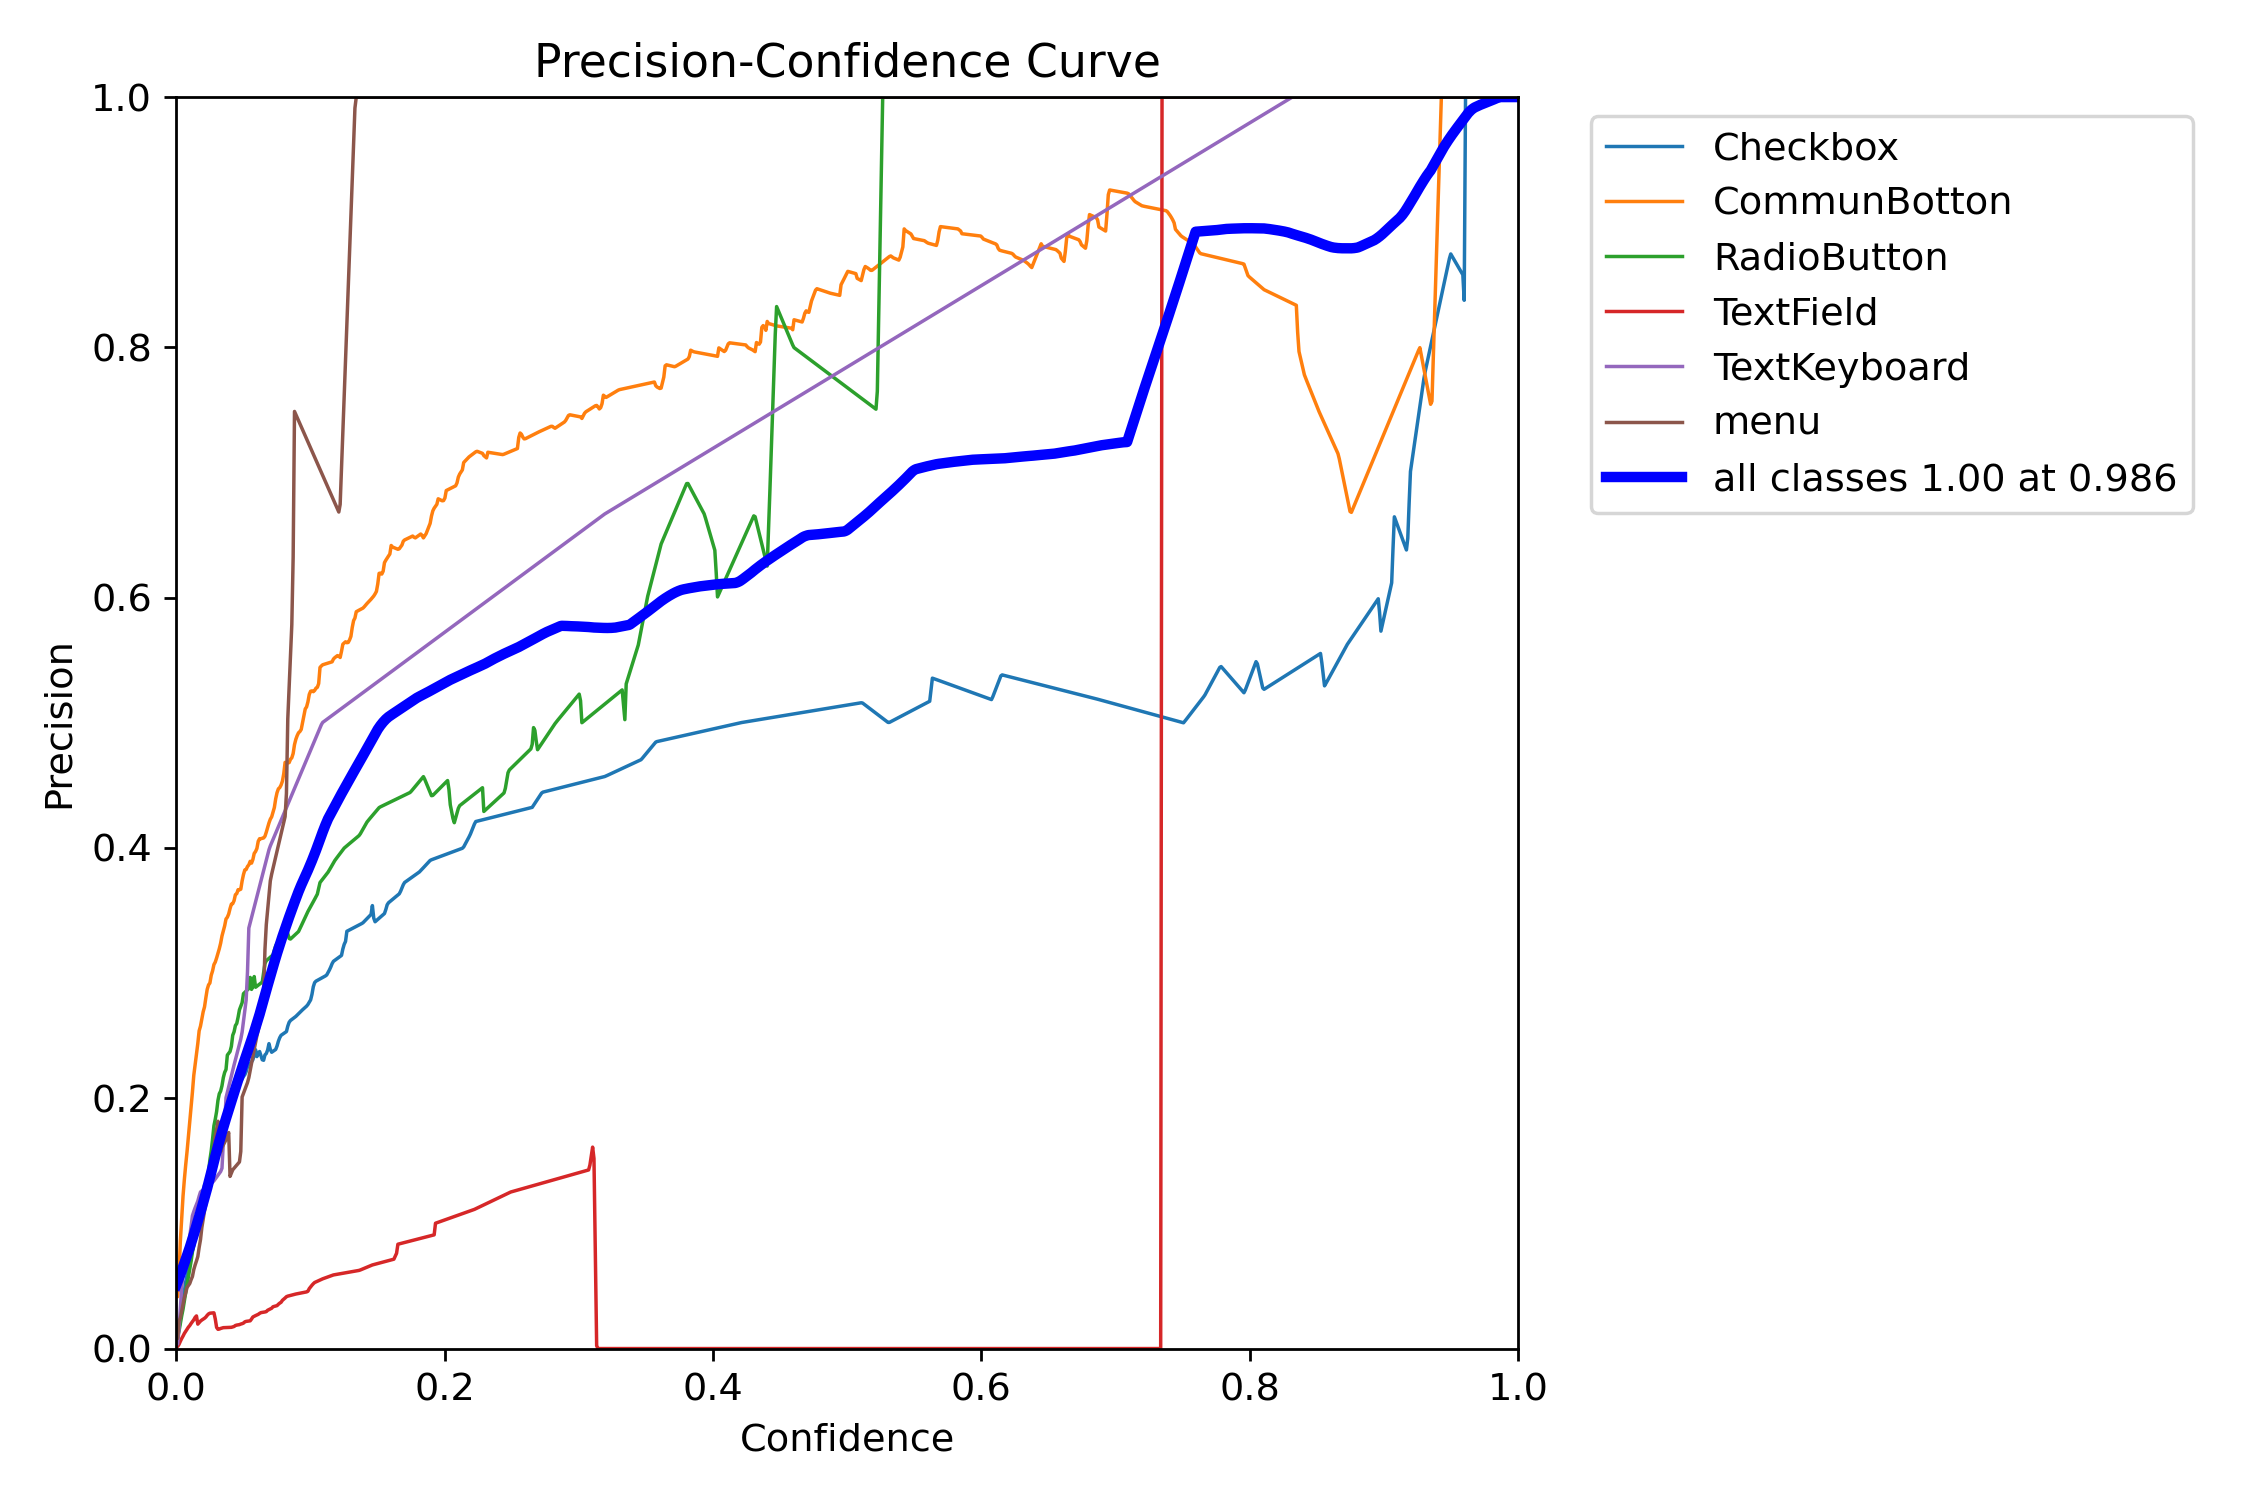 Precision-Confidence Curve
1.0
0.8
0.6
0.4
0.2
0.0
Precision
0.0 0.2 0.4 0.6 0.8 1.0
Confidence
Checkbox
CommunBotton
RadioButton
TextField
TextKeyboard
menu
all classes 1.00 at 0.986